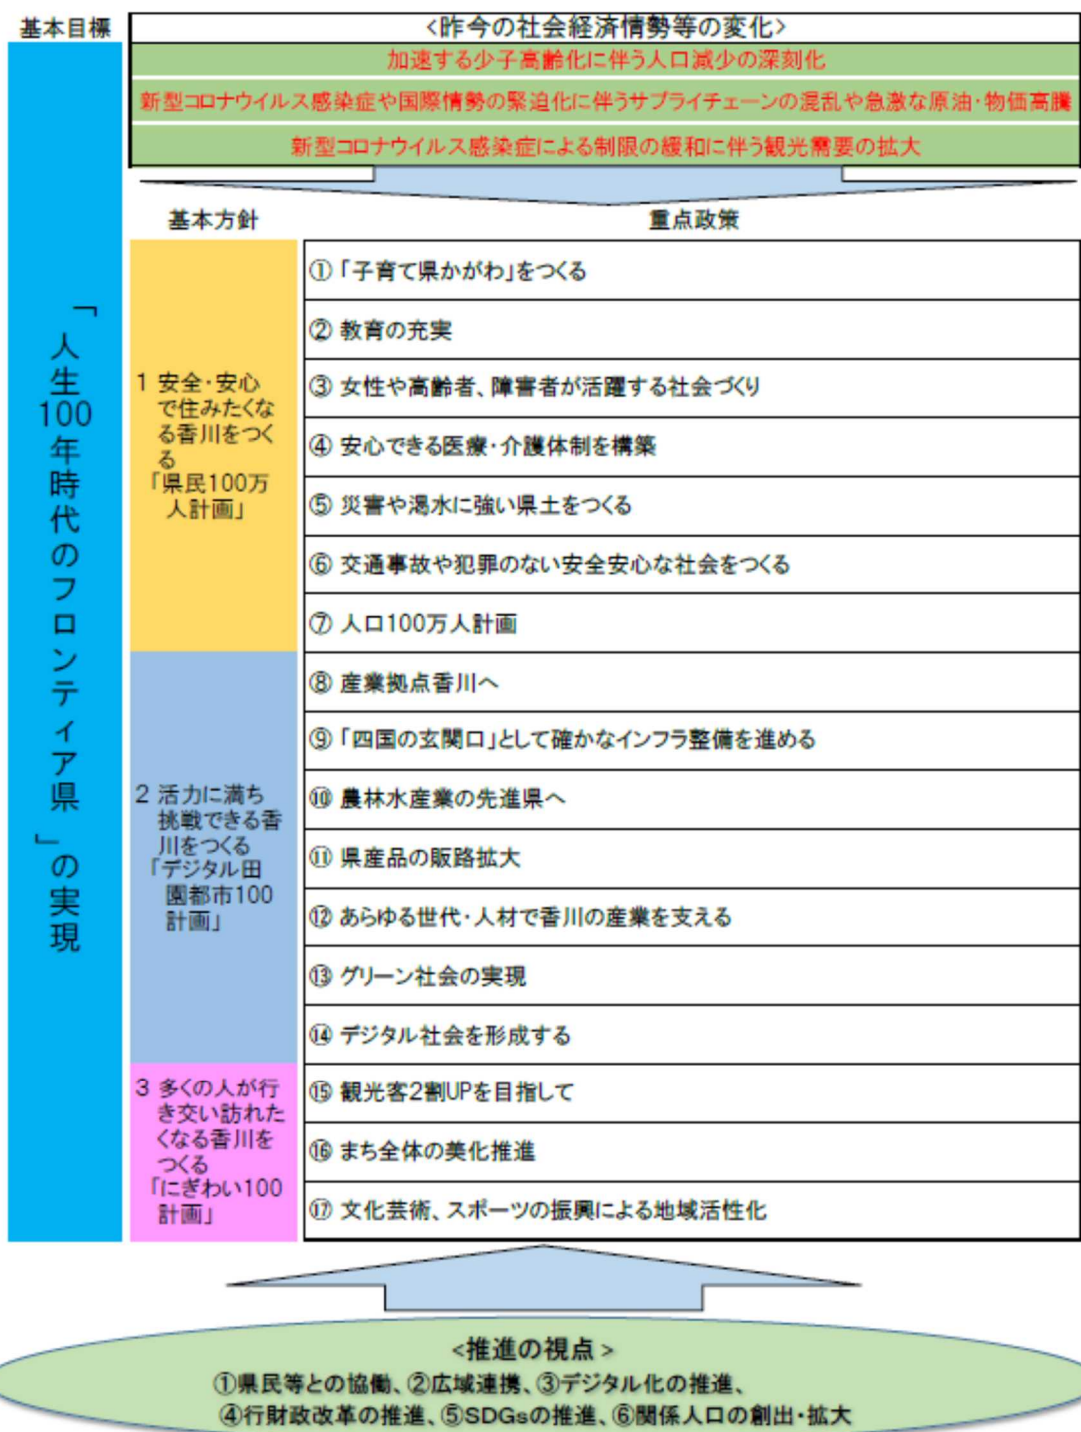 基本目標
<昨今の社会経済情勢等の変化>
加速する少子高齢化に伴う人口減少の深刻化
新型コロナウイルス感染症や国際情勢の緊迫化に伴うサプライチェーンの混乱や急激な原油・物価高騰
新型コロナウイルス感染症による制限の緩和に伴う観光需要の拡大
基本方針
重点政策
「人生100年時代のフロンティア県」の実現
1 安全・安心
で住みたくな
る香川をつく
る
「県民100万
人計画」
①「子育て県かがわ」をつくる
② 教育の充実
③ 女性や高齢者、障害者が活躍する社会づくり
④ 安心できる医療・介護体制を構築
⑤ 災害や渇水に強い県土をつくる
⑥ 交通事故や犯罪のない安全安心な社会をつくる
⑦ 人口100万人計画
2 活力に満ち
挑戦できる香
川をつくる
「デジタル田
園都市100
計画」
⑧ 産業拠点香川へ
⑨「四国の玄関口」として確かなインフラ整備を進める
⑩ 農林水産業の先進県へ
⑪ 県産品の販路拡大
⑫ あらゆる世代・人材で香川の産業を支える
⑬ グリーン社会の実現
⑭ デジタル社会を形成する
3 多くの人が行
き交い訪れた
くなる香川を
つくる
「にぎわい100
計画」
⑮ 観光客2割UPを目指して
⑯ まち全体の美化推進
⑰ 文化芸術、スポーツの振興による地域活性化
<推進の視点>
①県民等との協働、②広域連携、③デジタル化の推進、
④行財政改革の推進、⑤SDGsの推進、⑥関係人口の創出・拡大